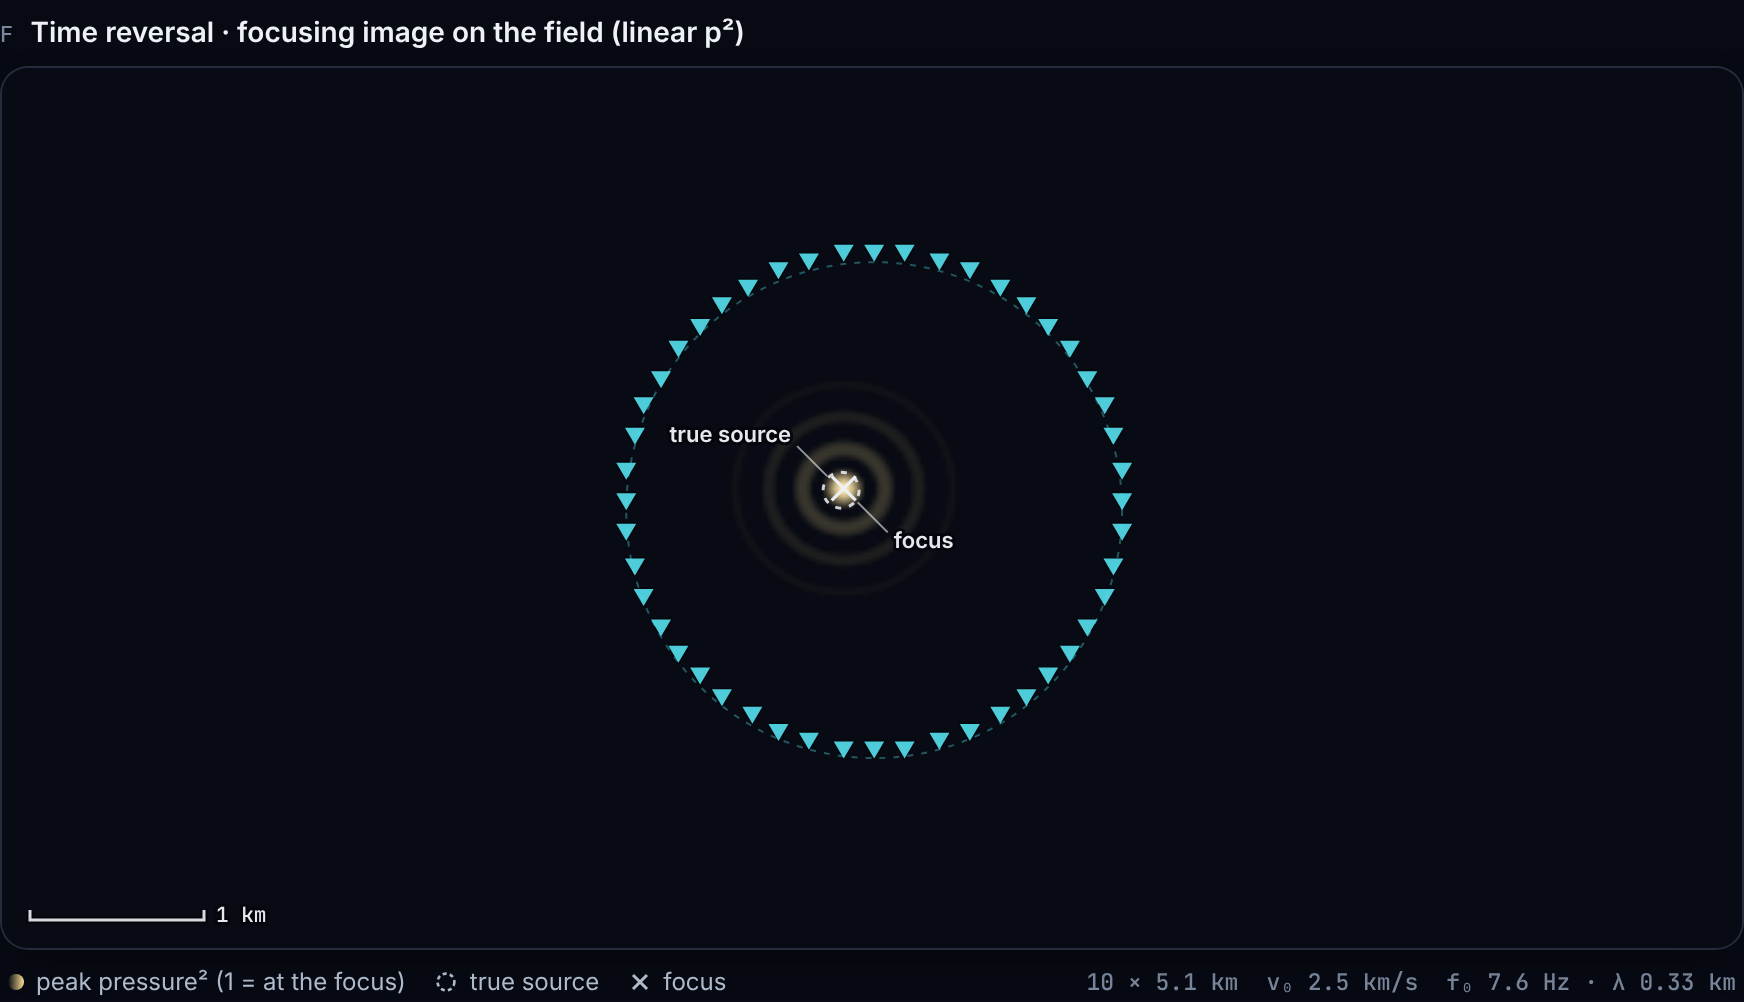 F Time reversal · focusing image on the field (linear p²)
true source
focus
1 km
peak pressure² (1 = at the focus) true source focus 10 × 5.1 km v₀ 2.5 km/s f₀ 7.6 Hz · λ 0.33 km